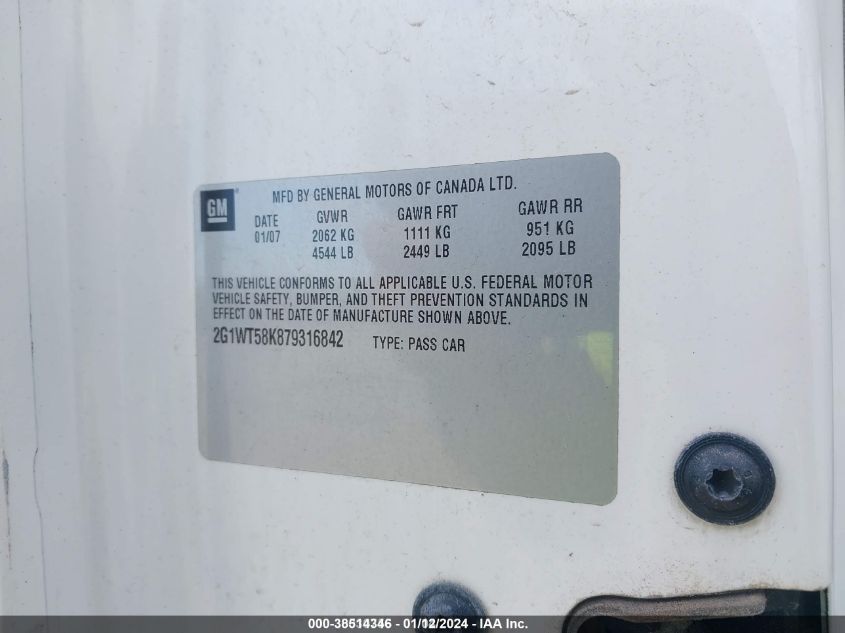 GM
MFD BY GENERAL MOTORS OF CANADA LTD.
DATE GVWR GAWR FRT GAWR RR
01/07 2062 KG 1111 KG 951 KG
4544 LB 2449 LB 2095 LB
THIS VEHICLE CONFORMS TO ALL APPLICABLE U.S. FEDERAL MOTOR
VEHICLE SAFETY, BUMPER, AND THEFT PREVENTION STANDARDS IN
EFFECT ON THE DATE OF MANUFACTURE SHOWN ABOVE.
2G1WT58K879316842 TYPE: PASS CAR
000-38514346 - 01/12/2024 - IAA Inc.